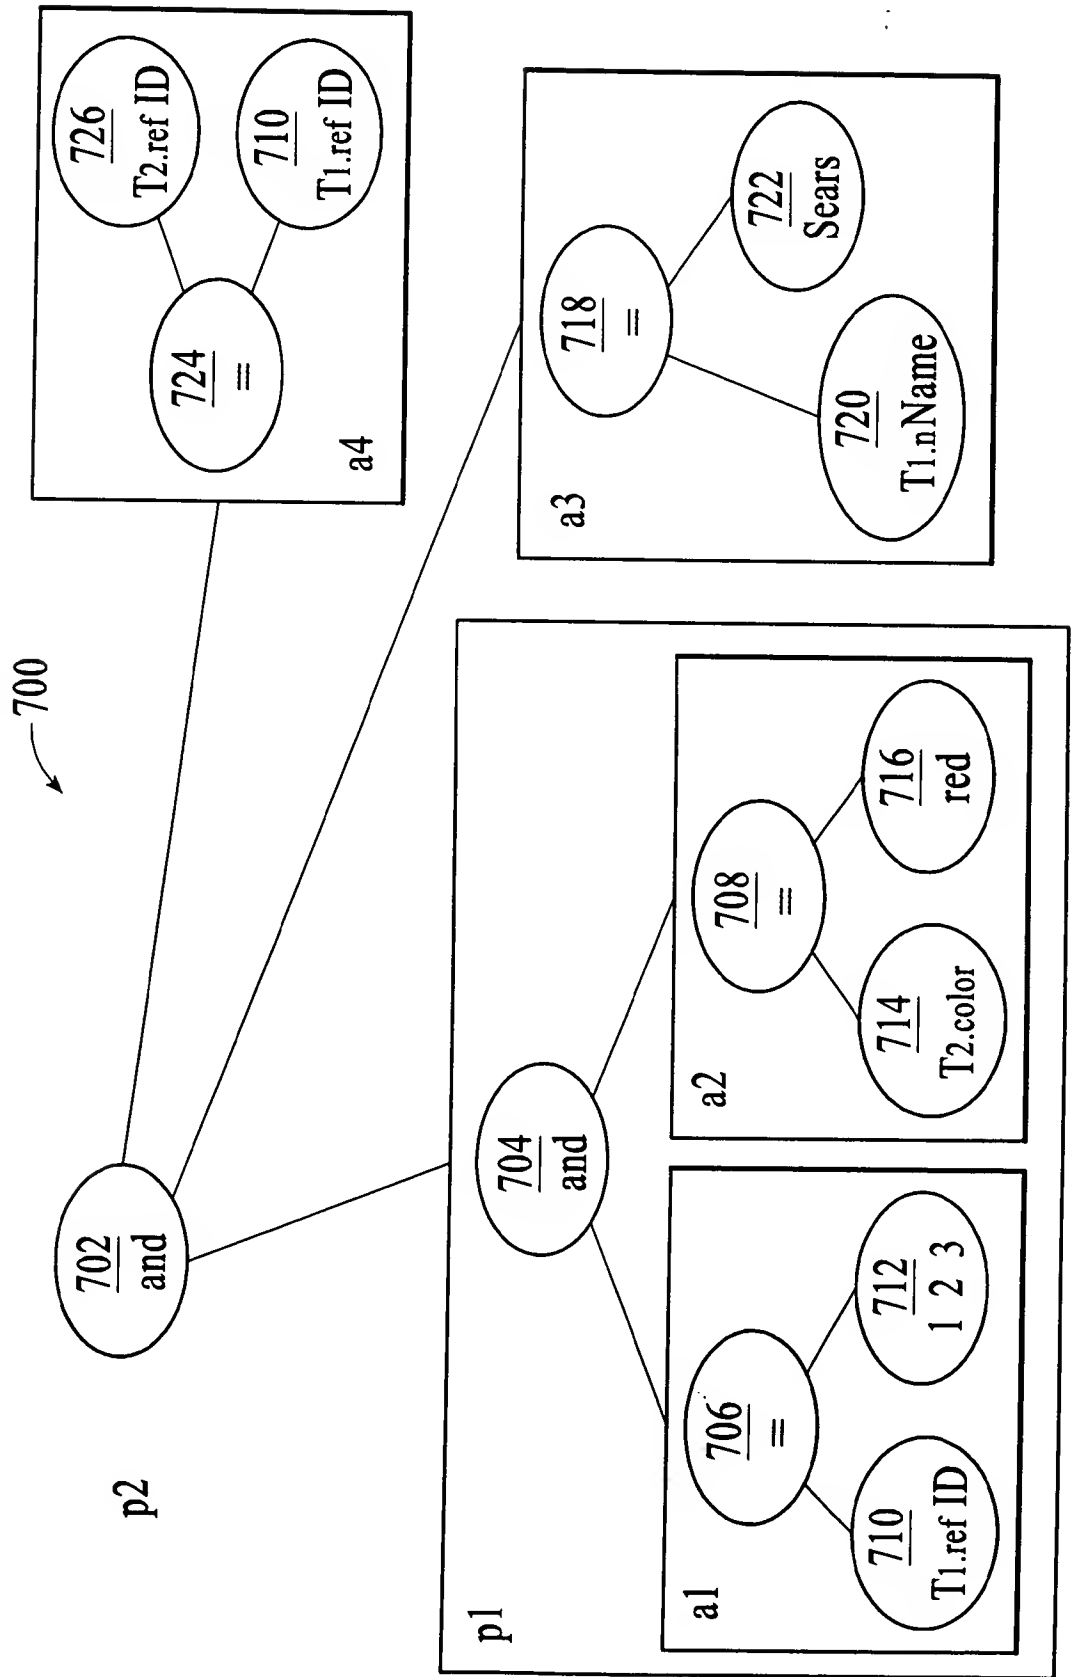 700
p2
702
and
726
T2.ref ID
710
T1.ref ID
724
=
a4
p1
704
and
718
=
722
Sears
720
T1.nName
a3
a1
706
=
710
T1.ref ID
712
1 2 3
a2
708
=
714
T2.color
716
red